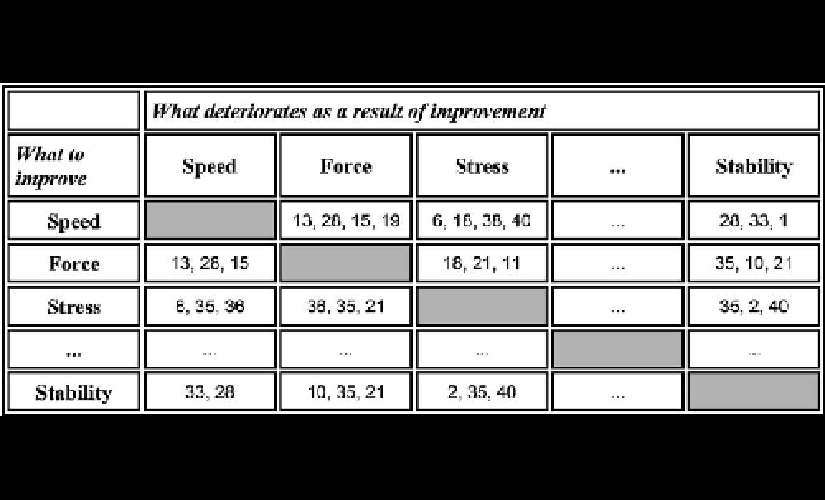 What deteriorates as a result of improvement
What to improve Speed Force Stress ... Stability
Speed 13, 28, 15, 19 6, 18, 38, 40 ... 28, 33, 1
Force 13, 28, 15 18, 21, 11 ... 35, 10, 21
Stress 6, 35, 36 36, 35, 21 ... 35, 2, 40
... ... ... ... ...
Stability 33, 28 10, 35, 21 2, 35, 40 ...